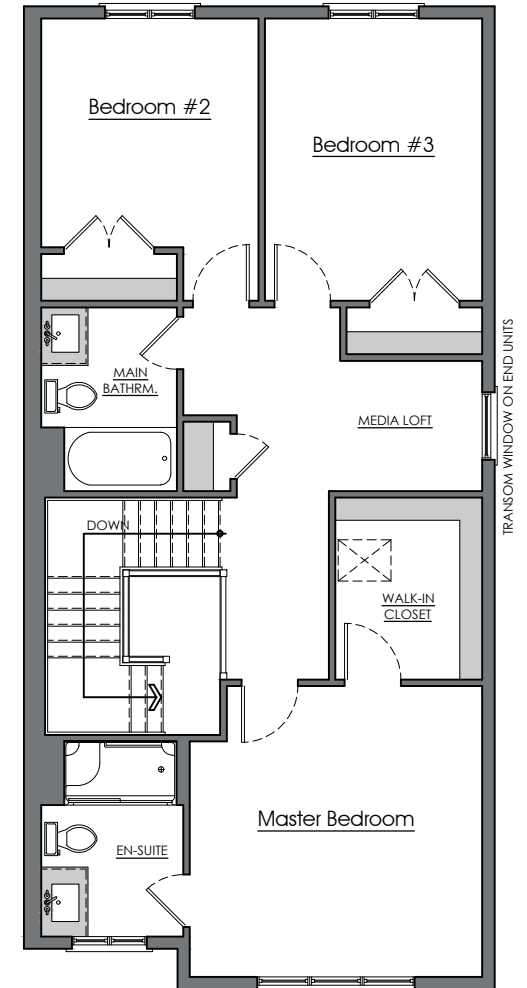 Bedroom #2
Bedroom #3
MAIN
BATHRM.
MEDIA LOFT
TRANSOM WINDOW ON END UNITS
DOWN
WALK-IN
CLOSET
Master Bedroom
EN-SUITE